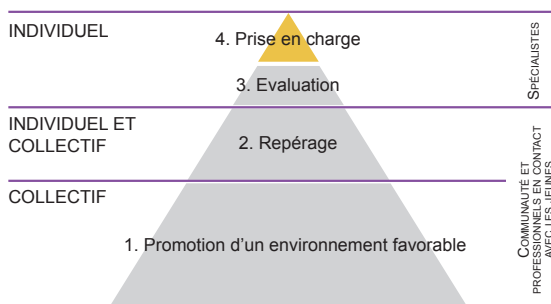 INDIVIDUEL
4. Prise en charge
3. Evaluation
SPÉCIALISTES
INDIVIDUEL ET
COLLECTIF
2. Repérage
COLLECTIF
1. Promotion d’un environnement favorable
COMMUNAUTÉ ET
PROFESSIONNELS EN CONTACT
AVEC LES JEUNES